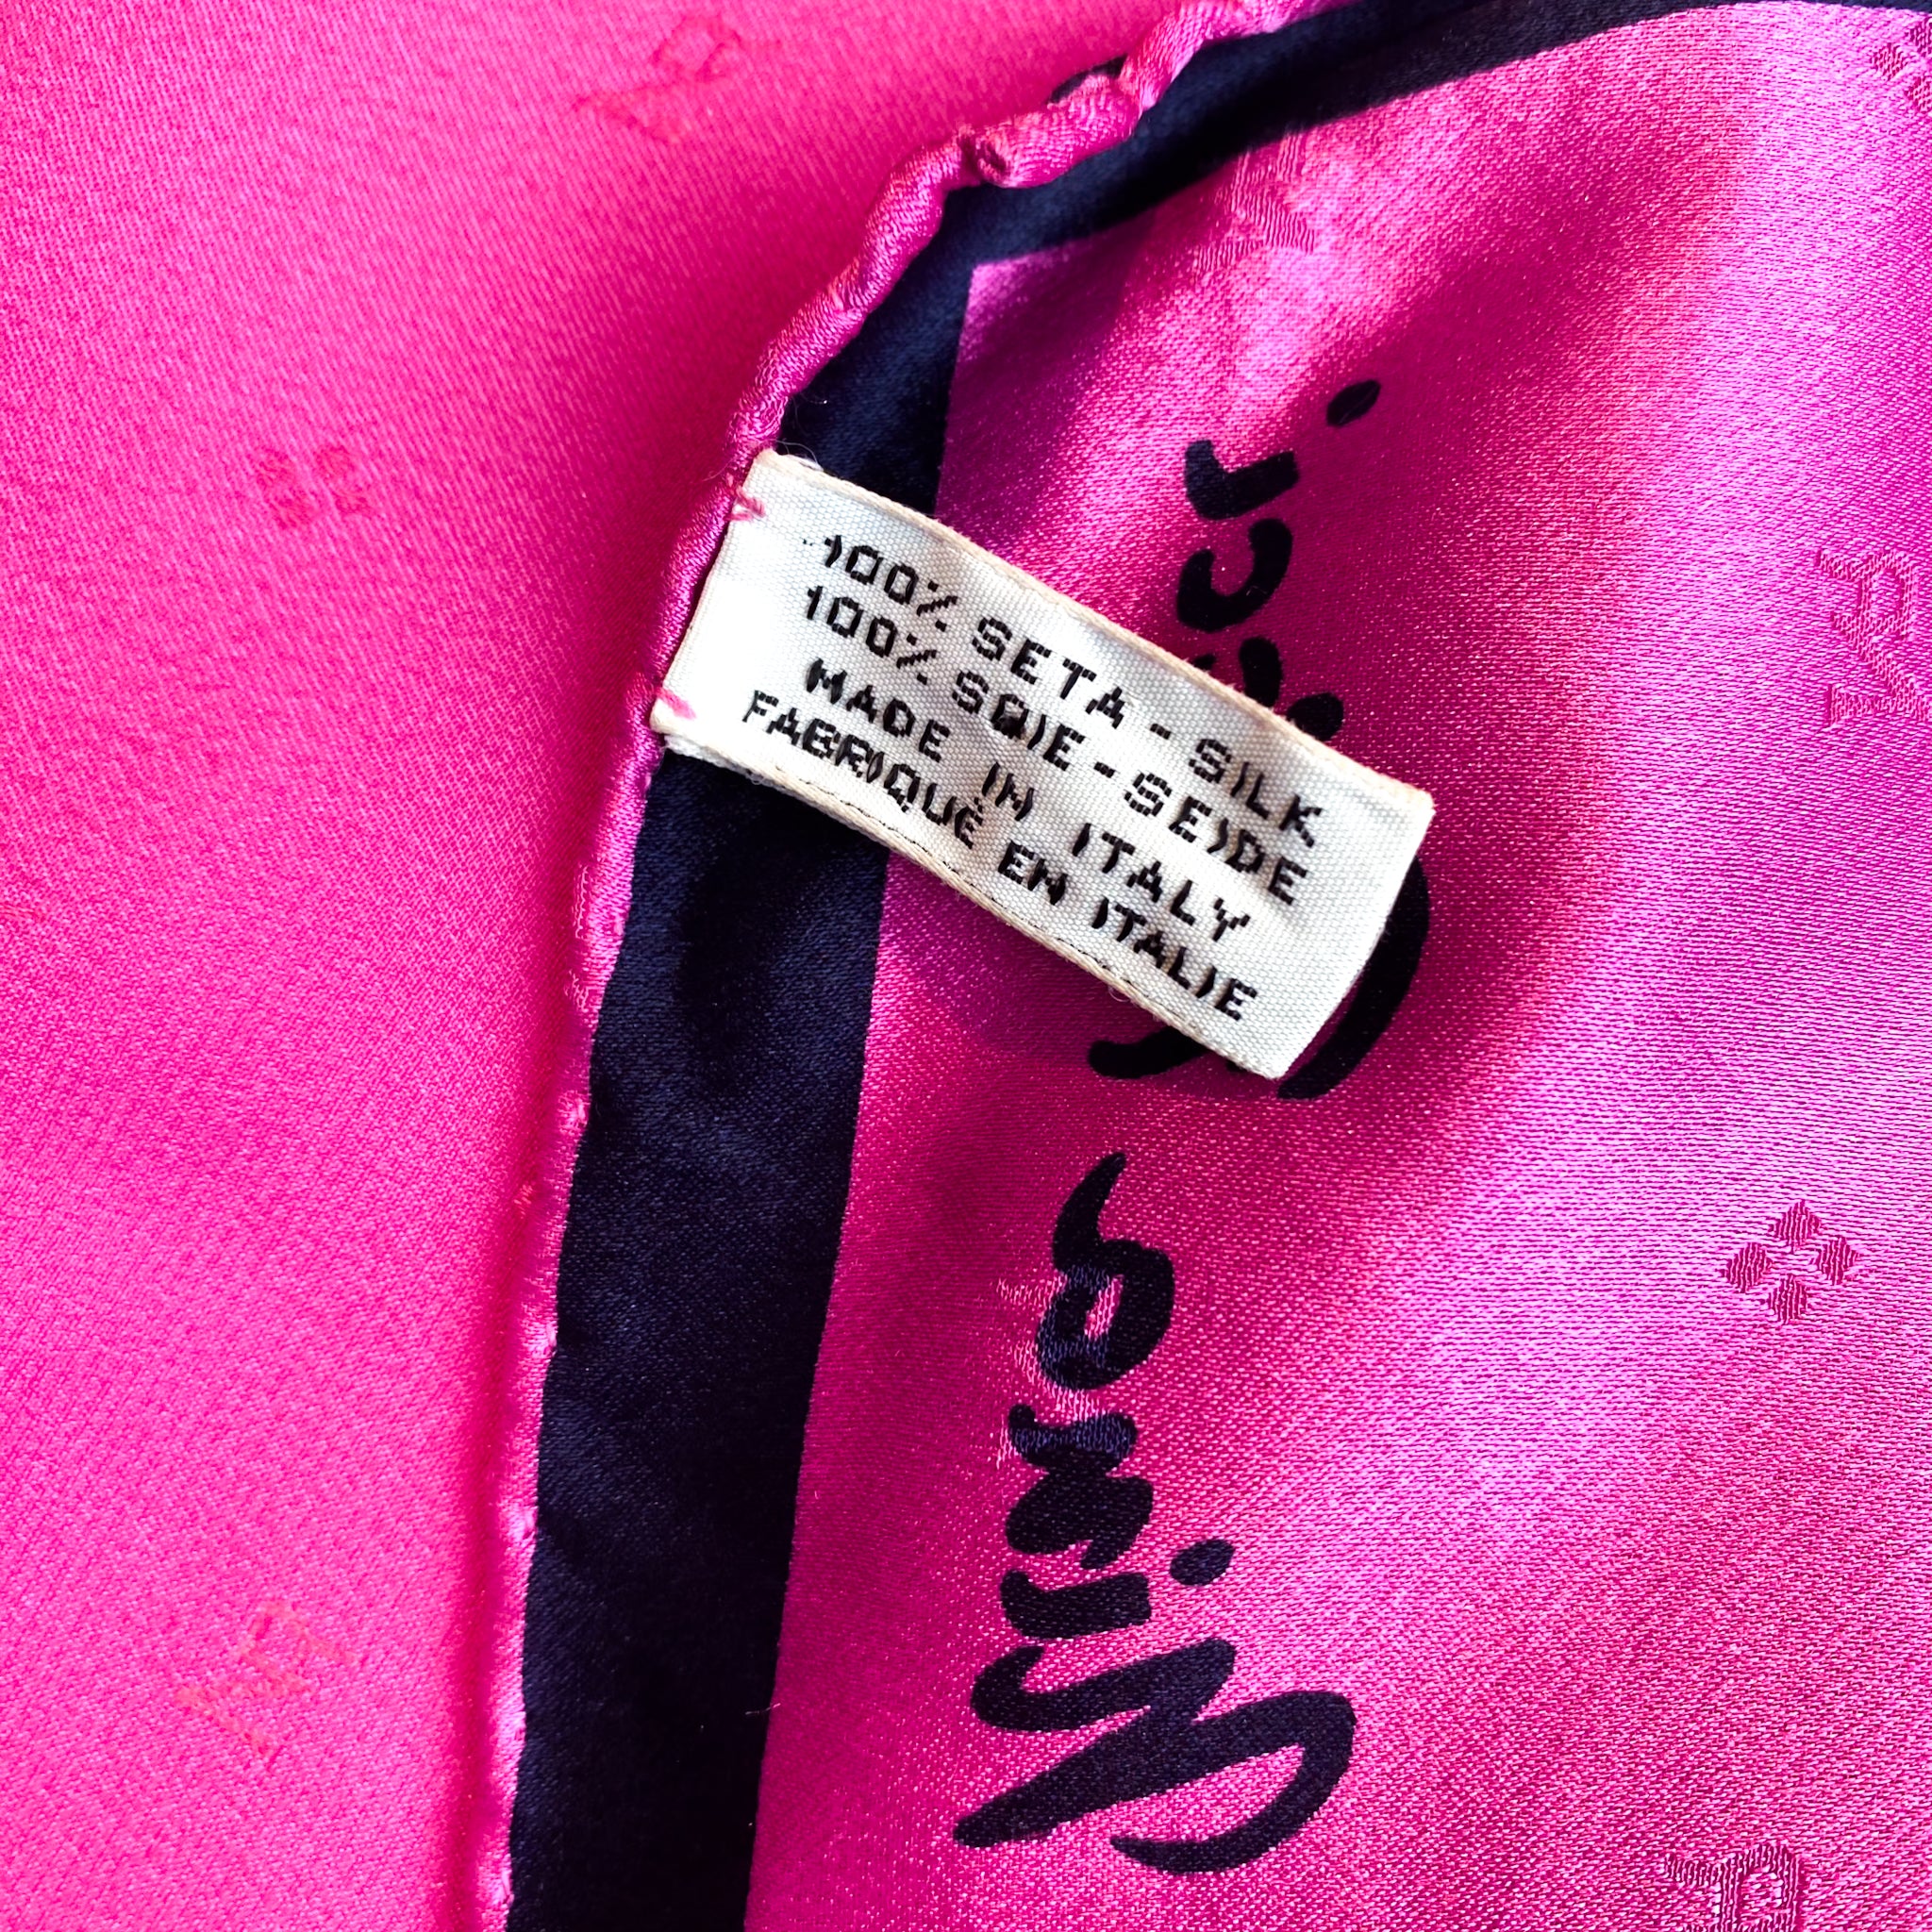 100% SETA - SILK
100% SOIE - SEIDE
MADE IN ITALY
FABRIQUÉ EN ITALIE